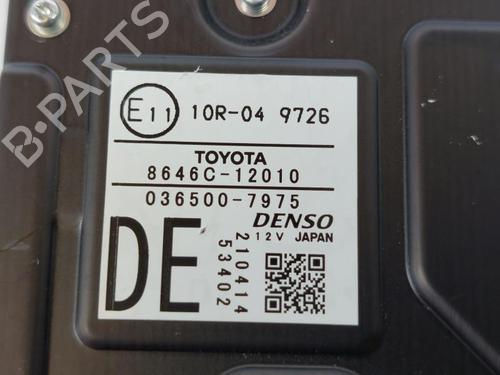 B-PARTS
E11 10R-04 9726
TOYOTA
8646C-12010
036500-7975
DE
DENSO
12V JAPAN
210414
53402